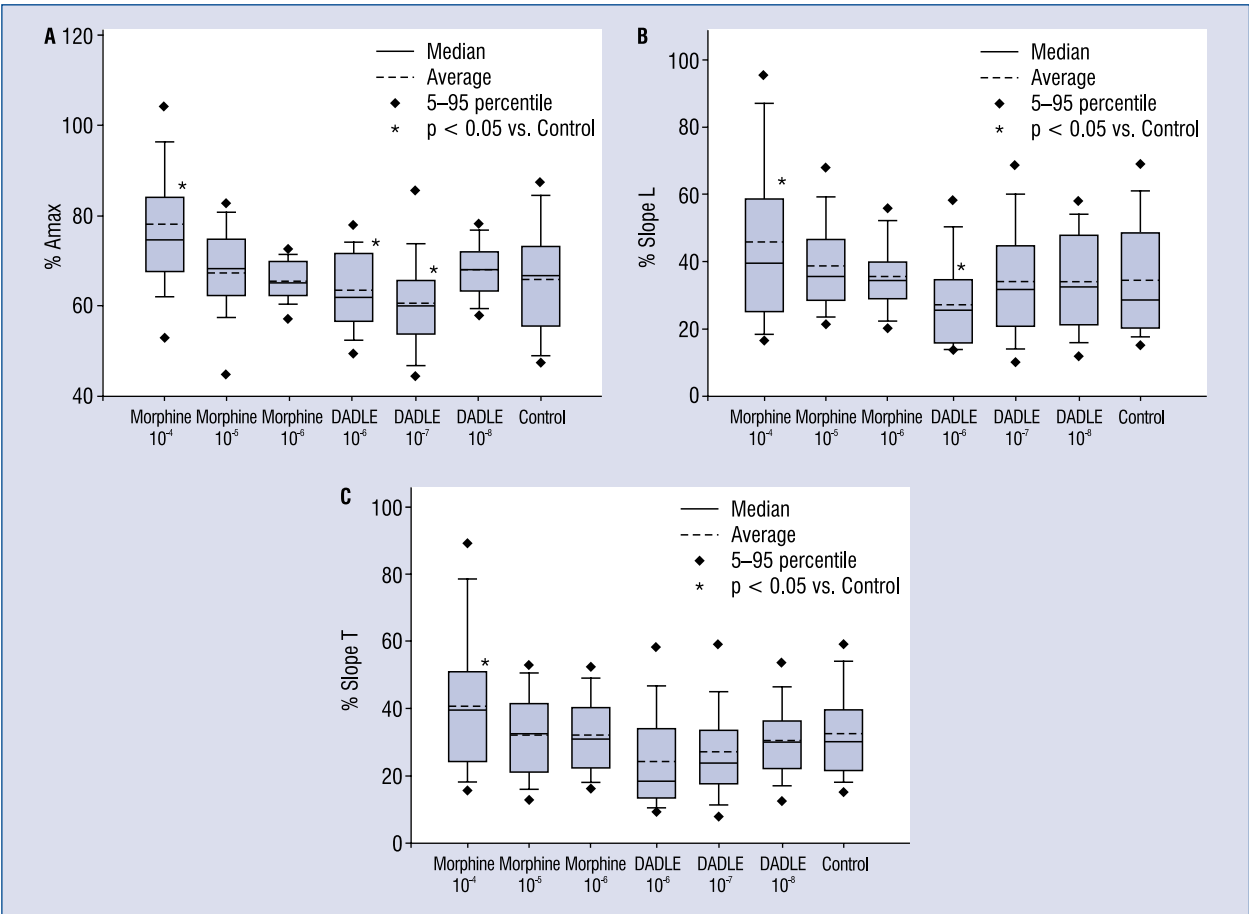 A
120
100
80
60
40
% Amax
Median
Average
5–95 percentile
* p < 0.05 vs. Control
*
*
*
Morphine Morphine Morphine DADLE DADLE DADLE Control
10⁻⁴ 10⁻⁵ 10⁻⁶ 10⁻⁶ 10⁻⁷ 10⁻⁸
B
100
80
60
40
20
0
% Slope L
Median
Average
5–95 percentile
* p < 0.05 vs. Control
*
*
Morphine Morphine Morphine DADLE DADLE DADLE Control
10⁻⁴ 10⁻⁵ 10⁻⁶ 10⁻⁶ 10⁻⁷ 10⁻⁸
C
100
80
60
40
20
0
% Slope T
Median
Average
5–95 percentile
* p < 0.05 vs. Control
*
Morphine Morphine Morphine DADLE DADLE DADLE Control
10⁻⁴ 10⁻⁵ 10⁻⁶ 10⁻⁶ 10⁻⁷ 10⁻⁸